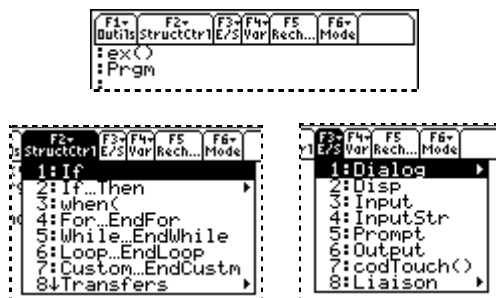 F1▾ F2▾ F3▾ F4▾ F5 F6▾
Outils StructCtrl E/S Var Rech... Mode
:ex()
:Prgm
:
F2▾ F3▾ F4▾ F5 F6▾
s StructCtrl E/S Var Rech... Mode
1:If
2:If…Then ▸
3:when(
4:For…EndFor
5:While…EndWhile
6:Loop…EndLoop
7:Custom…EndCustm
8↓Transfers ▸
F3▾ F4▾ F5 F6▾
rl E/S Var Rech... Mode
1:Dialog ▸
2:Disp
3:Input
4:InputStr
5:Prompt
6:Output
7:codTouch()
8:Liaison ▸